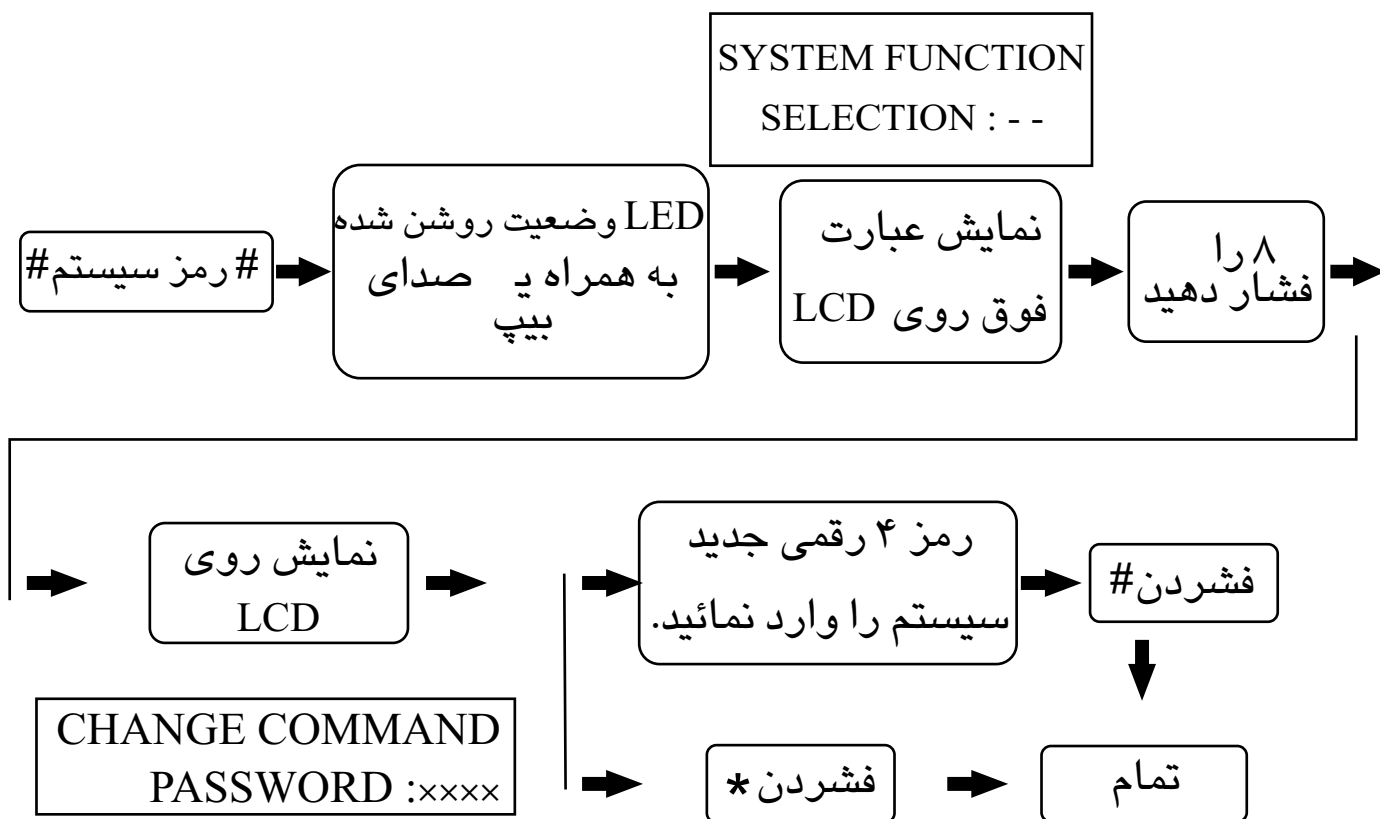 SYSTEM FUNCTION
SELECTION : - -
#رمز سیستم#
LED وضعیت روشن شده
به همراه یـ صدای
بیپ
نمایش عبارت
فوق روی LCD
۸ را
فشار دهید
نمایش روی
LCD
CHANGE COMMAND
PASSWORD :××××
رمز ۴ رقمی جدید
سیستم را وارد نمائید.
فشردن#
فشردن*
تمام